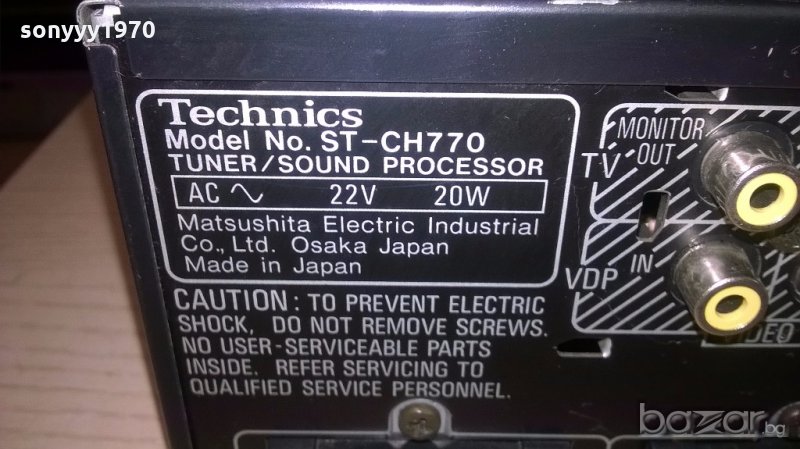 sonyyy1970
Technics
Model No. ST-CH770
TUNER/SOUND PROCESSOR
AC ∿ 22V 20W
Matsushita Electric Industrial
Co., Ltd. Osaka Japan
Made in Japan
CAUTION: TO PREVENT ELECTRIC
SHOCK, DO NOT REMOVE SCREWS.
NO USER-SERVICEABLE PARTS
INSIDE. REFER SERVICING TO
QUALIFIED SERVICE PERSONNEL.
MONITOR
OUT
TV
IN
VDP
VIDEO
bazar.bg